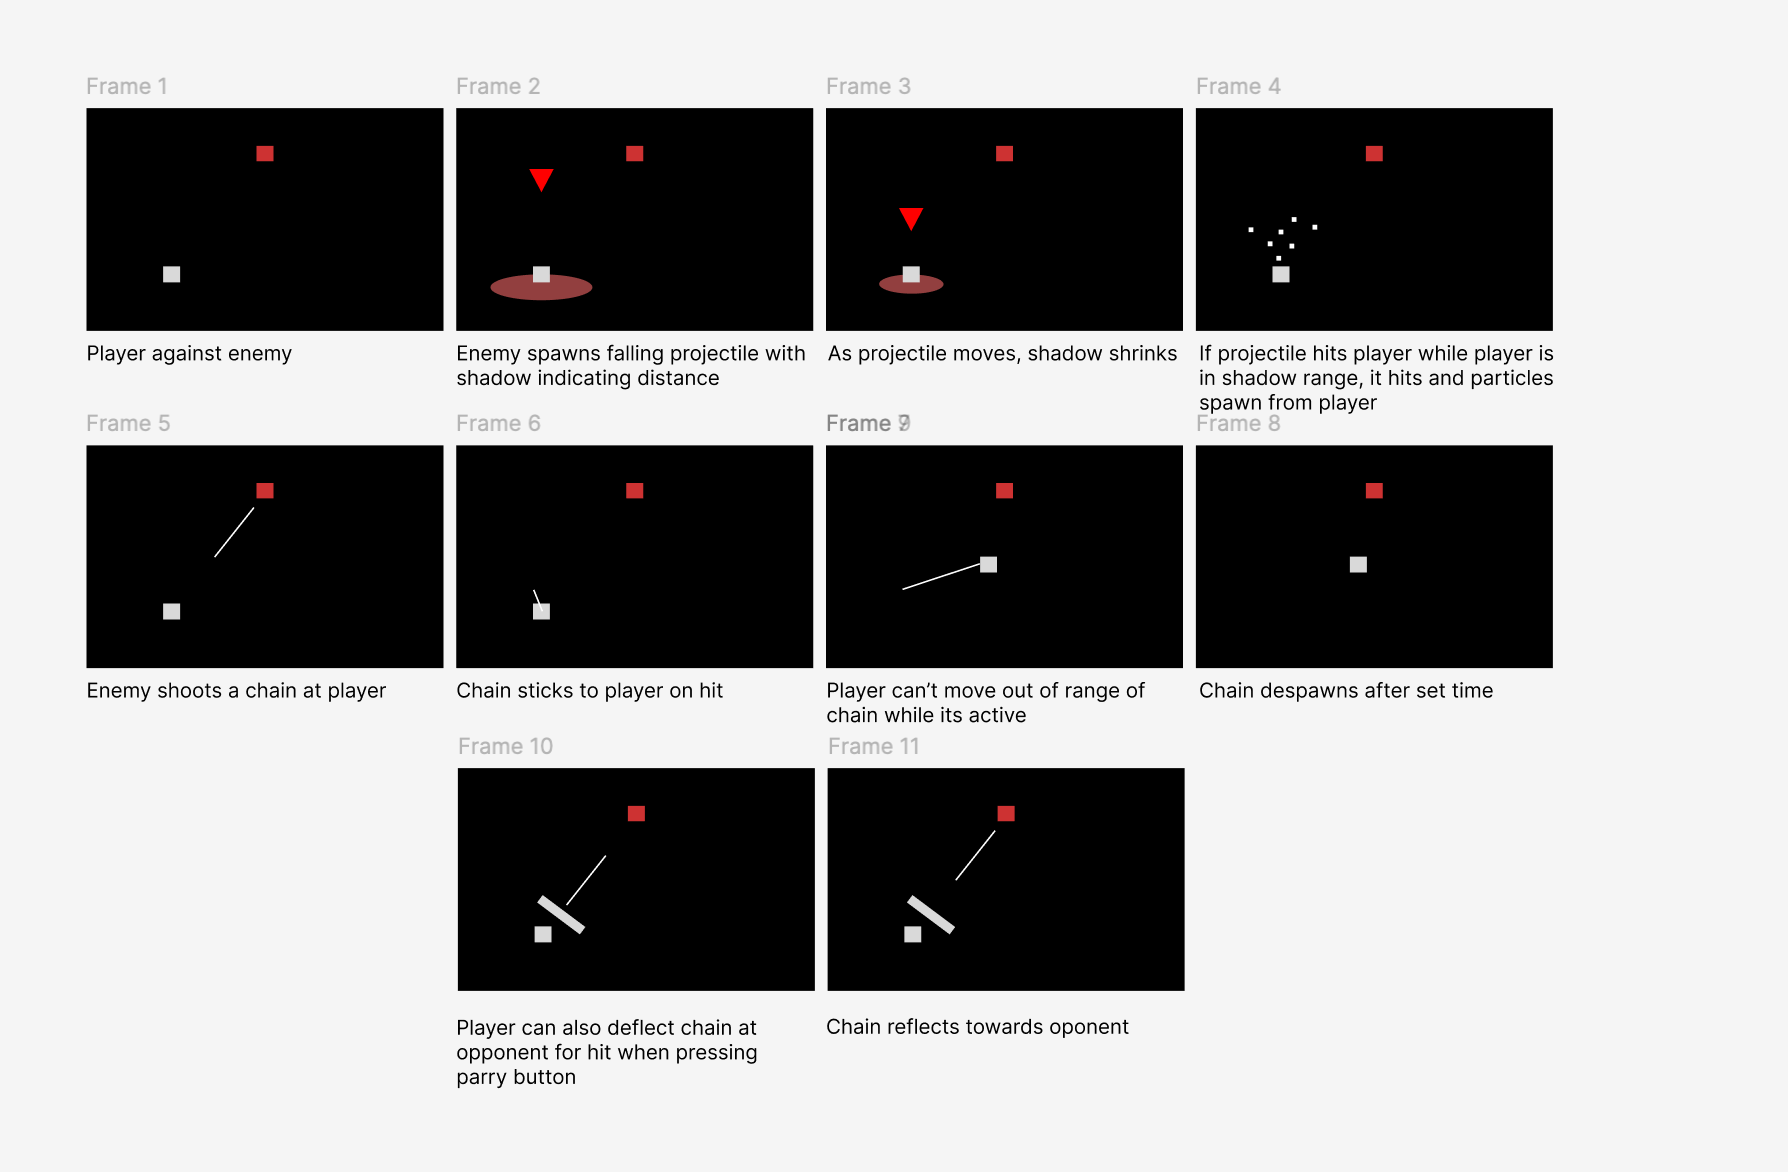 Frame 1
Frame 2
Frame 3
Frame 4
Player against enemy
Enemy spawns falling projectile with
shadow indicating distance
As projectile moves, shadow shrinks
If projectile hits player while player is
in shadow range, it hits and particles
spawn from player
Frame 5
Frame 6
Frame
Frame 8
Enemy shoots a chain at player
Chain sticks to player on hit
Player can’t move out of range of
chain while its active
Chain despawns after set time
Frame 10
Frame 11
Player can also deflect chain at
opponent for hit when pressing
parry button
Chain reflects towards oponent